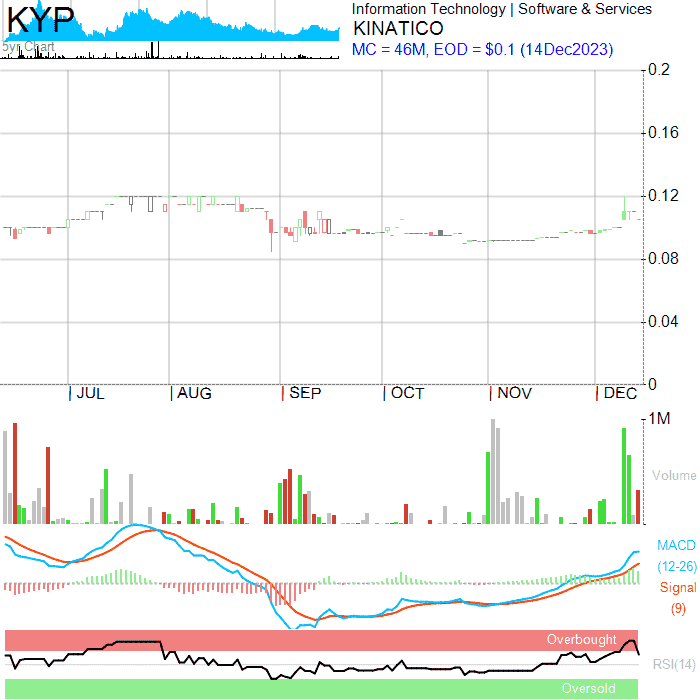 KYP
5yr Chart
Information Technology | Software & Services
KINATICO
MC = 46M, EOD = $0.1 (14Dec2023)
0.2
0.16
0.12
0.08
0.04
0
JUL AUG SEP OCT NOV DEC
1M
Volume
MACD
(12-26)
Signal
(9)
Overbought
RSI(14)
Oversold